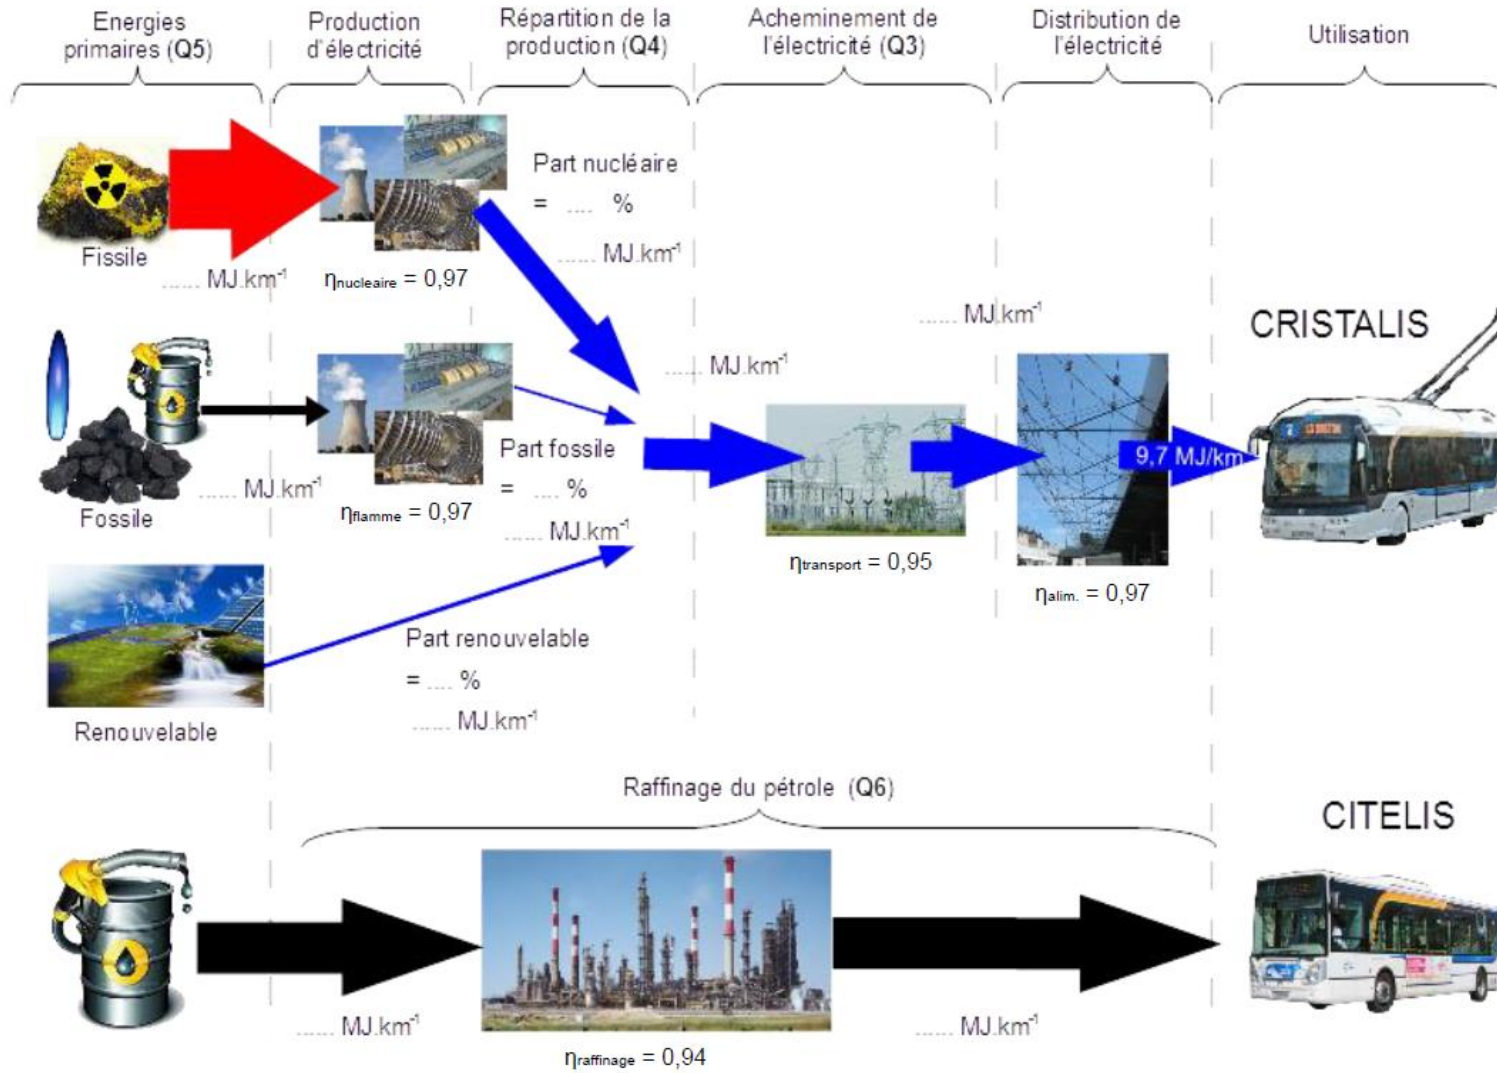 Energies
primaires (Q5)
Production
d'électricité
Répartition de la
production (Q4)
Acheminement de
l'électricité (Q3)
Distribution de
l'électricité
Utilisation
Part nucléaire
= .... %
...... MJ.km⁻¹
Fissile
...... MJ.km⁻¹
ηnucleaire = 0,97
...... MJ.km⁻¹
CRISTALIS
...... MJ.km⁻¹
Part fossile
= .... %
9,7 MJ/km
...... MJ.km⁻¹
Fossile
ηflamme = 0,97
...... MJ.km⁻¹
ηtransport = 0,95
ηalim. = 0,97
Part renouvelable
= .... %
...... MJ.km⁻¹
Renouvelable
Raffinage du pétrole (Q6)
CITELIS
...... MJ.km⁻¹
...... MJ.km⁻¹
ηraffinage = 0,94